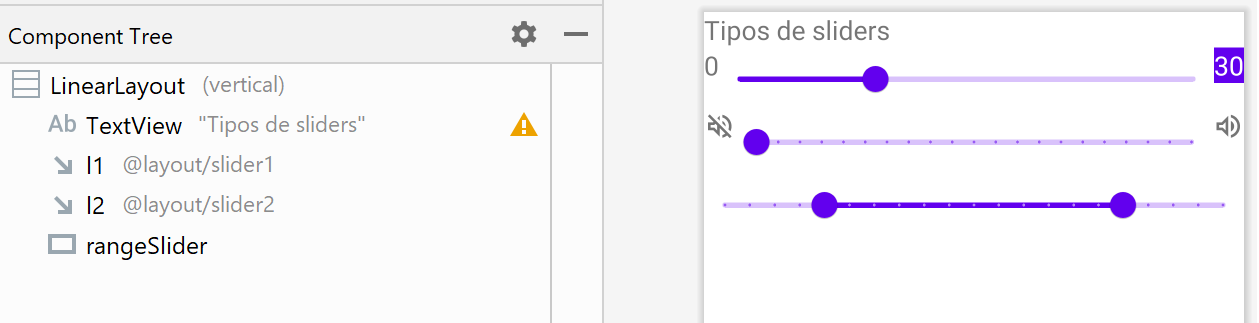 Component Tree
LinearLayout (vertical)
Ab TextView "Tipos de sliders"
l1 @layout/slider1
l2 @layout/slider2
rangeSlider
Tipos de sliders
0 30